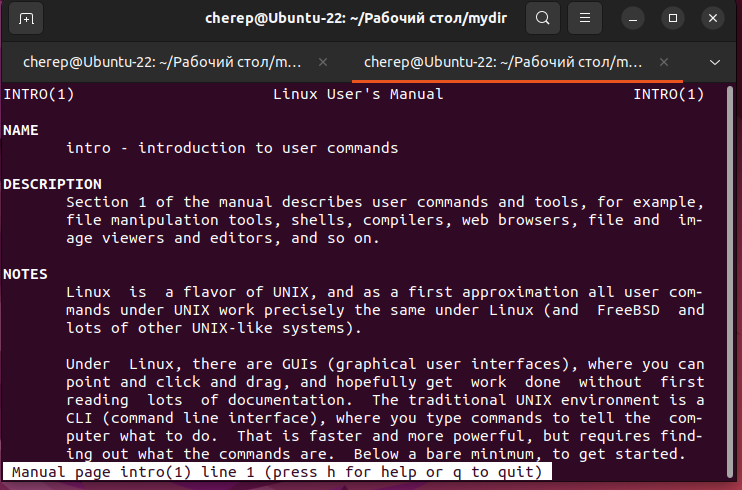 cherep@Ubuntu-22: ~/Рабочий стол/mydir
cherep@Ubuntu-22: ~/Рабочий стол/m...
cherep@Ubuntu-22: ~/Рабочий стол/m...
INTRO(1) Linux User's Manual INTRO(1)
NAME
intro - introduction to user commands
DESCRIPTION
Section 1 of the manual describes user commands and tools, for example,
file manipulation tools, shells, compilers, web browsers, file and im-
age viewers and editors, and so on.
NOTES
Linux is a flavor of UNIX, and as a first approximation all user com-
mands under UNIX work precisely the same under Linux (and FreeBSD and
lots of other UNIX-like systems).
Under Linux, there are GUIs (graphical user interfaces), where you can
point and click and drag, and hopefully get work done without first
reading lots of documentation. The traditional UNIX environment is a
CLI (command line interface), where you type commands to tell the com-
puter what to do. That is faster and more powerful, but requires find-
ing out what the commands are. Below a bare minimum, to get started.
Manual page intro(1) line 1 (press h for help or q to quit)